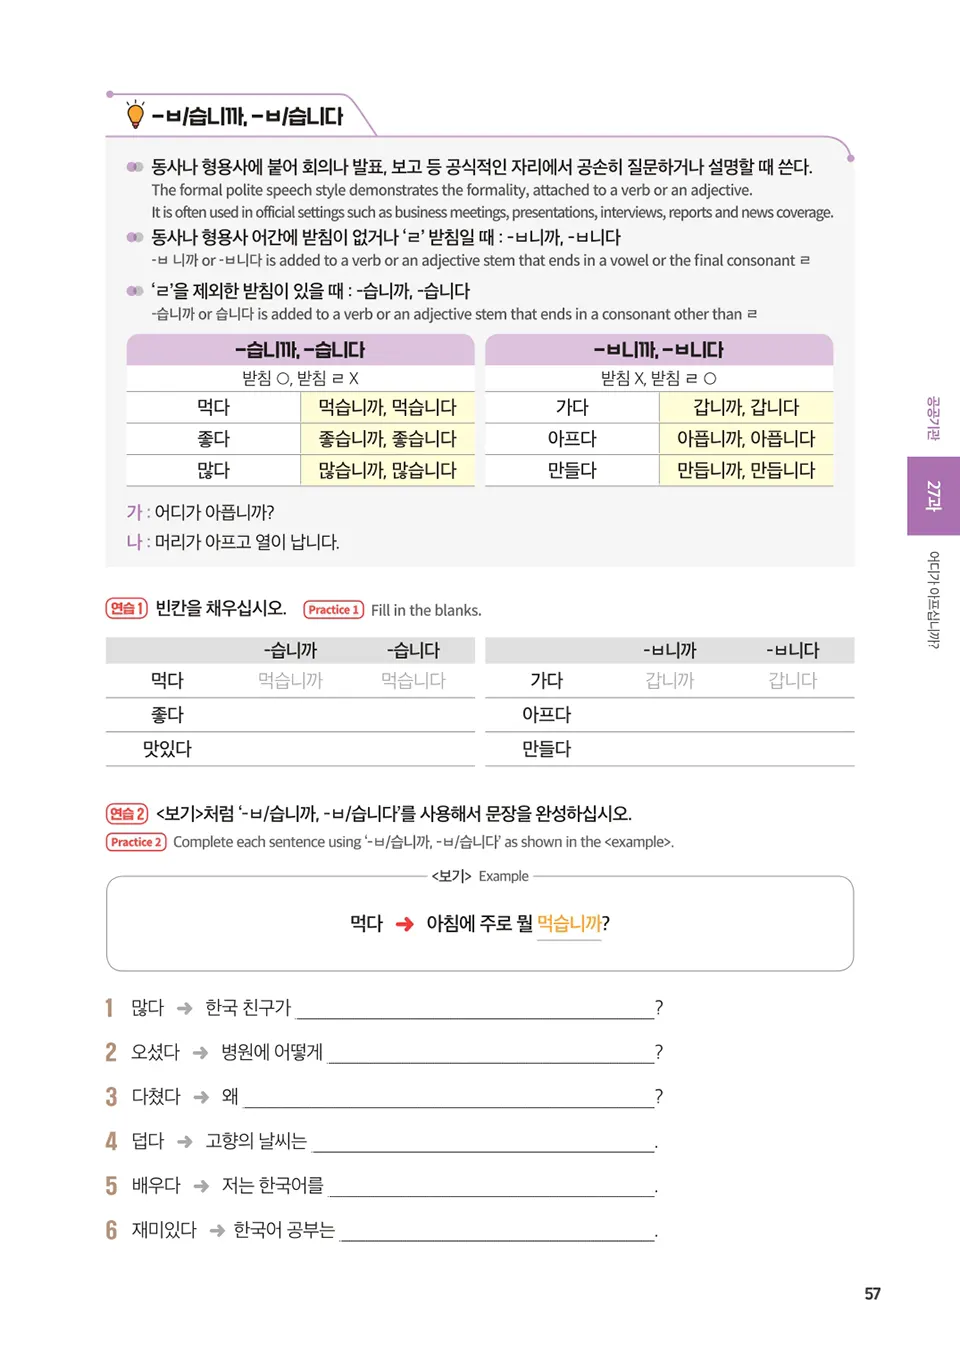 -ㅂ/습니까, -ㅂ/습니다
동사나 형용사에 붙어 회의나 발표, 보고 등 공식적인 자리에서 공손히 질문하거나 설명할 때 쓴다.
The formal polite speech style demonstrates the formality, attached to a verb or an adjective.
It is often used in official settings such as business meetings, presentations, interviews, reports and news coverage.
동사나 형용사 어간에 받침이 없거나 ‘ㄹ’ 받침일 때 : -ㅂ니까, -ㅂ니다
-ㅂ 니까 or -ㅂ니다 is added to a verb or an adjective stem that ends in a vowel or the final consonant ㄹ
‘ㄹ’을 제외한 받침이 있을 때 : -습니까, -습니다
-습니까 or 습니다 is added to a verb or an adjective stem that ends in a consonant other than ㄹ
-습니까, -습니다
받침 ○, 받침 ㄹ X
먹다 먹습니까, 먹습니다
좋다 좋습니까, 좋습니다
많다 많습니까, 많습니다
-ㅂ니까, -ㅂ니다
받침 X, 받침 ㄹ ○
가다 갑니까, 갑니다
아프다 아픕니까, 아픕니다
만들다 만듭니까, 만듭니다
가 : 어디가 아픕니까?
나 : 머리가 아프고 열이 납니다.
연습 1 빈칸을 채우십시오. Practice 1 Fill in the blanks.
-습니까 -습니다
먹다 먹습니까 먹습니다
좋다
맛있다
-ㅂ니까 -ㅂ니다
가다 갑니까 갑니다
아프다
만들다
연습 2 <보기>처럼 ‘-ㅂ/습니까, -ㅂ/습니다’를 사용해서 문장을 완성하십시오.
Practice 2 Complete each sentence using ‘-ㅂ/습니까, -ㅂ/습니다’ as shown in the <example>.
<보기> Example
먹다 ➜ 아침에 주로 뭘 먹습니까?
1 많다 ➜ 한국 친구가 ?
2 오셨다 ➜ 병원에 어떻게 ?
3 다쳤다 ➜ 왜 ?
4 덥다 ➜ 고향의 날씨는 .
5 배우다 ➜ 저는 한국어를 .
6 재미있다 ➜ 한국어 공부는 .
공공기관
27과
어디가 아프십니까?
57